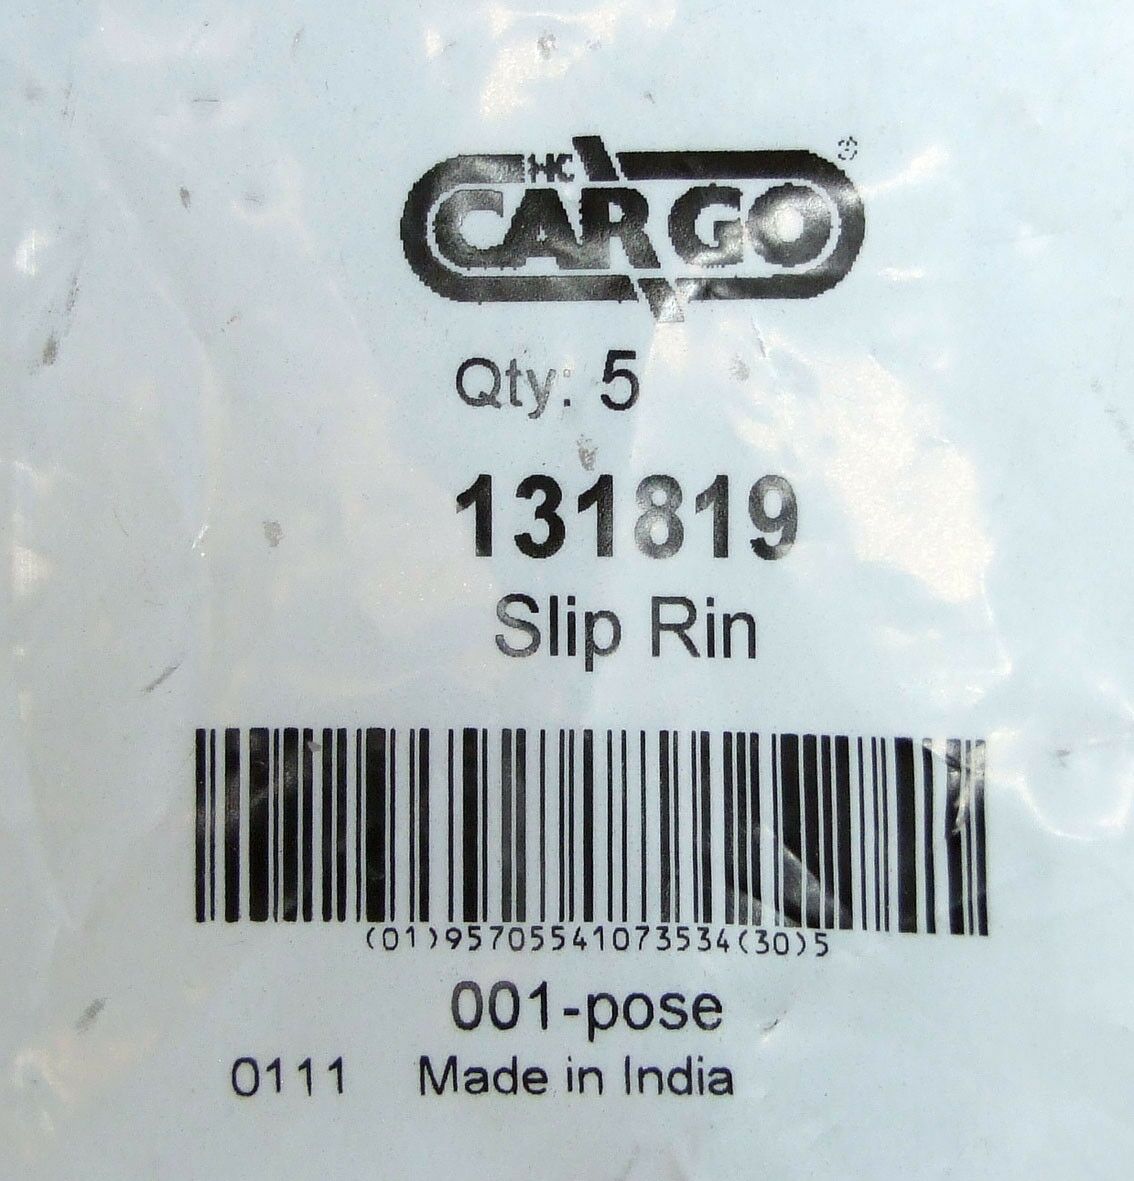 HC
CARGO
Qty: 5
131819
Slip Rin
(01)95705541073534(30)5
001-pose
0111 Made in India